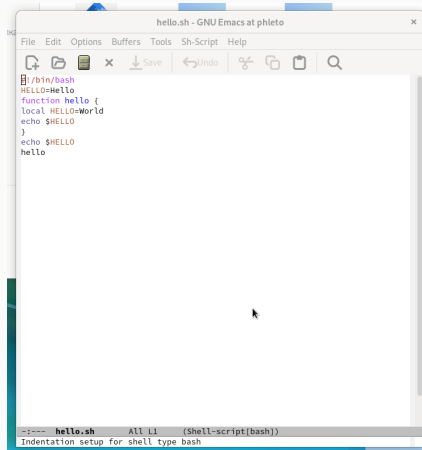 hello.sh - GNU Emacs at phleto
×
File Edit Options Buffers Tools Sh-Script Help
Save Undo
#!/bin/bash
HELLO=Hello
function hello {
local HELLO=World
echo $HELLO
}
echo $HELLO
hello
-:--- hello.sh All L1 (Shell-script[bash])
Indentation setup for shell type bash